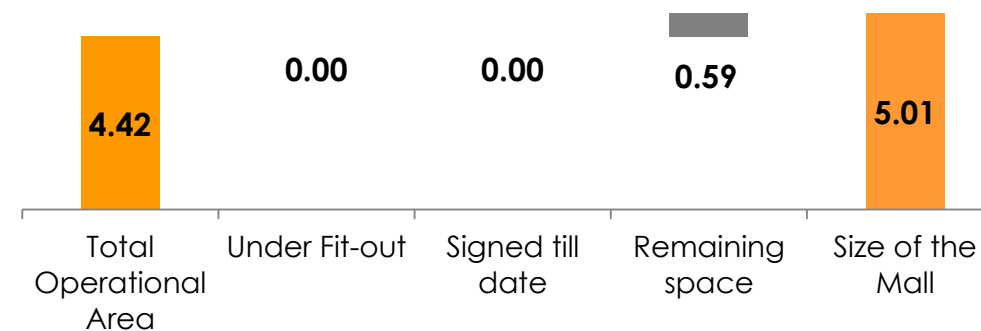 4.42
0.00
0.00
0.59
5.01
Total
Operational
Area
Under Fit-out
Signed till
date
Remaining
space
Size of the
Mall